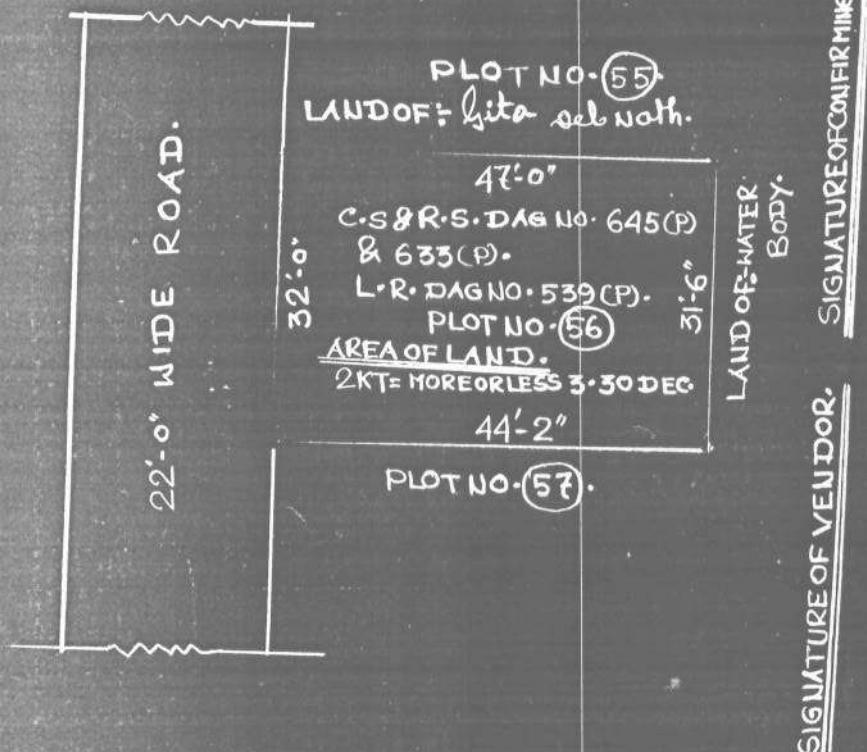 PLOT NO. 55.
LAND OF:- Gita deb Nath.
47'-0"
C.S & R.S. DAG NO. 645(P)
& 633(P).
L.R. DAG NO. 539(P).
PLOT NO. 56
AREA OF LAND.
2KT= MORE OR LESS 3.30 DEC.
44'-2"
PLOT NO. 57.
22'-0" WIDE ROAD.
32'-0"
31'-6"
LAND OF:-WATER
BODY.
SIGNATURE OF CONFIRMING
SIGNATURE OF VENDOR.